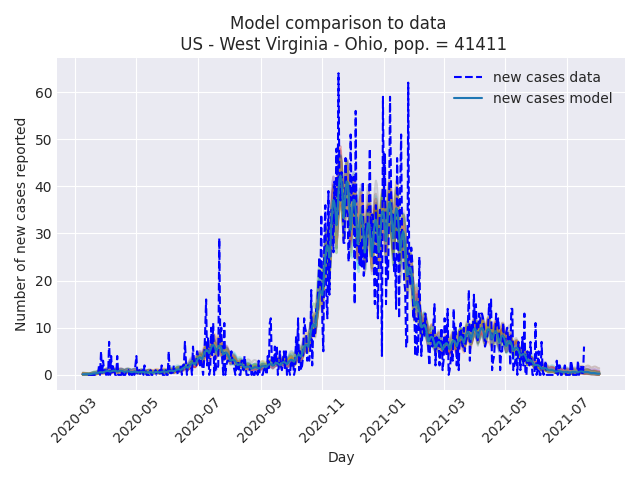 Model comparison to data
US - West Virginia - Ohio, pop. = 41411
new cases data
new cases model
Number of new cases reported
60
50
40
30
20
10
0
2020-03
2020-05
2020-07
2020-09
2020-11
2021-01
2021-03
2021-05
2021-07
Day